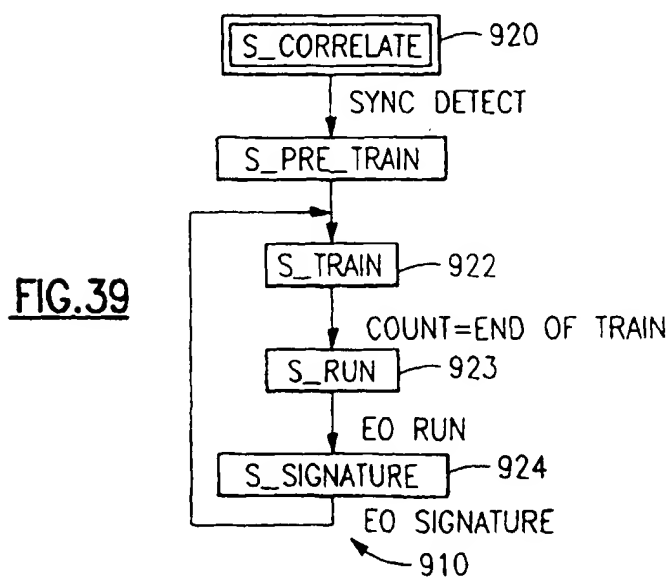 S_CORRELATE
920
SYNC DETECT
S_PRE_TRAIN
S_TRAIN
922
FIG.39
COUNT=END OF TRAIN
S_RUN
923
EO RUN
S_SIGNATURE
924
EO SIGNATURE
910